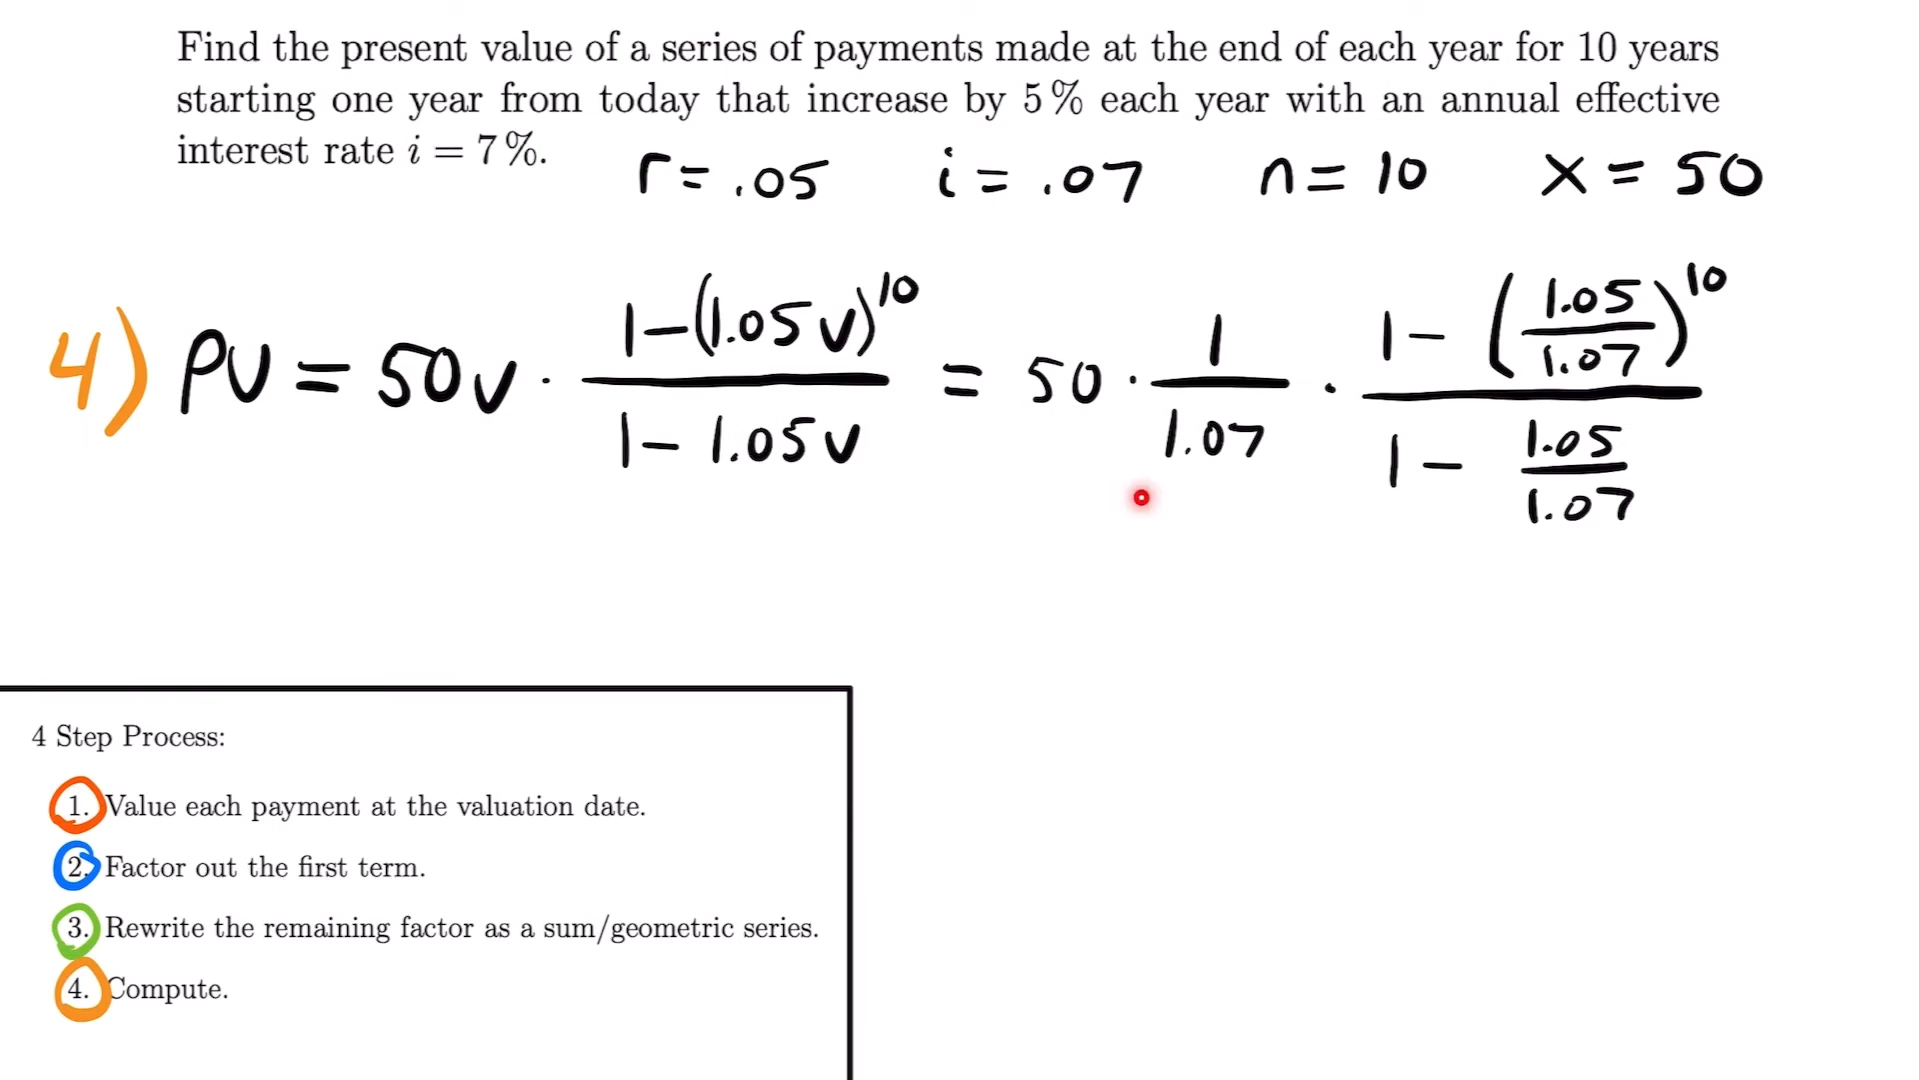 Find the present value of a series of payments made at the end of each year for 10 years
starting one year from today that increase by 5 % each year with an annual effective
interest rate i = 7 %.
r = .05 i = .07 n = 10 x = 50
4) PV = 50v · (1 - (1.05v)^10) / (1 - 1.05v) = 50 · 1/1.07 · (1 - (1.05/1.07)^10) / (1 - 1.05/1.07)
4 Step Process:
1. Value each payment at the valuation date.
2. Factor out the first term.
3. Rewrite the remaining factor as a sum/geometric series.
4. Compute.